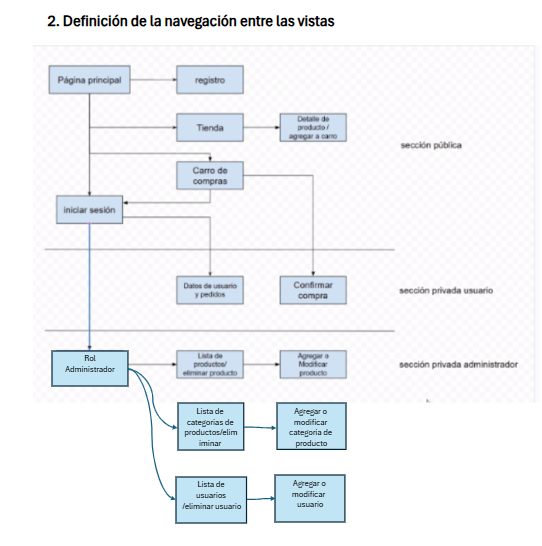 2. Definición de la navegación entre las vistas
Página principal
registro
Tienda
Detalle de
producto /
agregar a carro
sección pública
Carro de
compras
iniciar sesión
Datos de usuario
y pedidos
Confirmar
compra
sección privada usuario
Rol
Administrador
Lista de
productos/
eliminar producto
Agregar o
Modificar
producto
sección privada administrador
Lista de
categorias de
productos/elim
iminar
Agregar o
modificar
categoria de
producto
Lista de
usuarios
/eliminar usuario
Agregar o
modificar
usuario